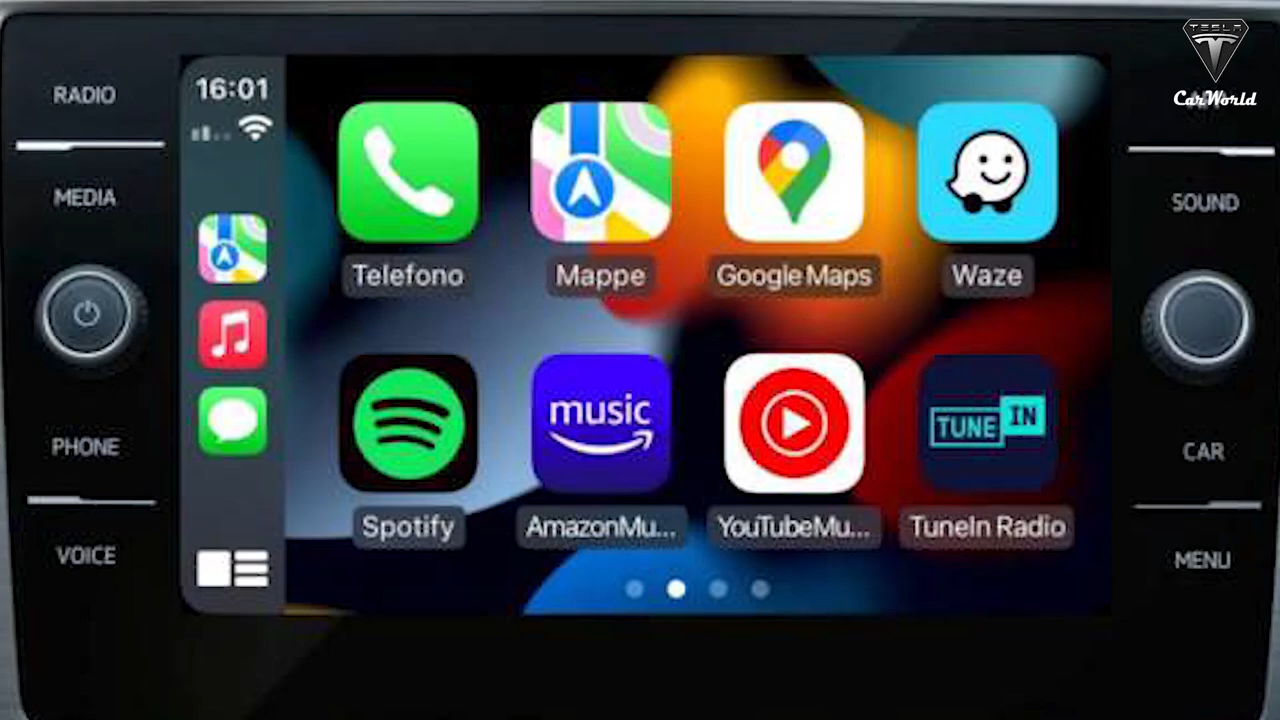 TESLA
CarWorld
RADIO
MEDIA
PHONE
VOICE
16:01
Telefono
Mappe
Google Maps
Waze
music
TUNE IN
Spotify
AmazonMu...
YouTubeMu...
TuneIn Radio
SOUND
CAR
MENU